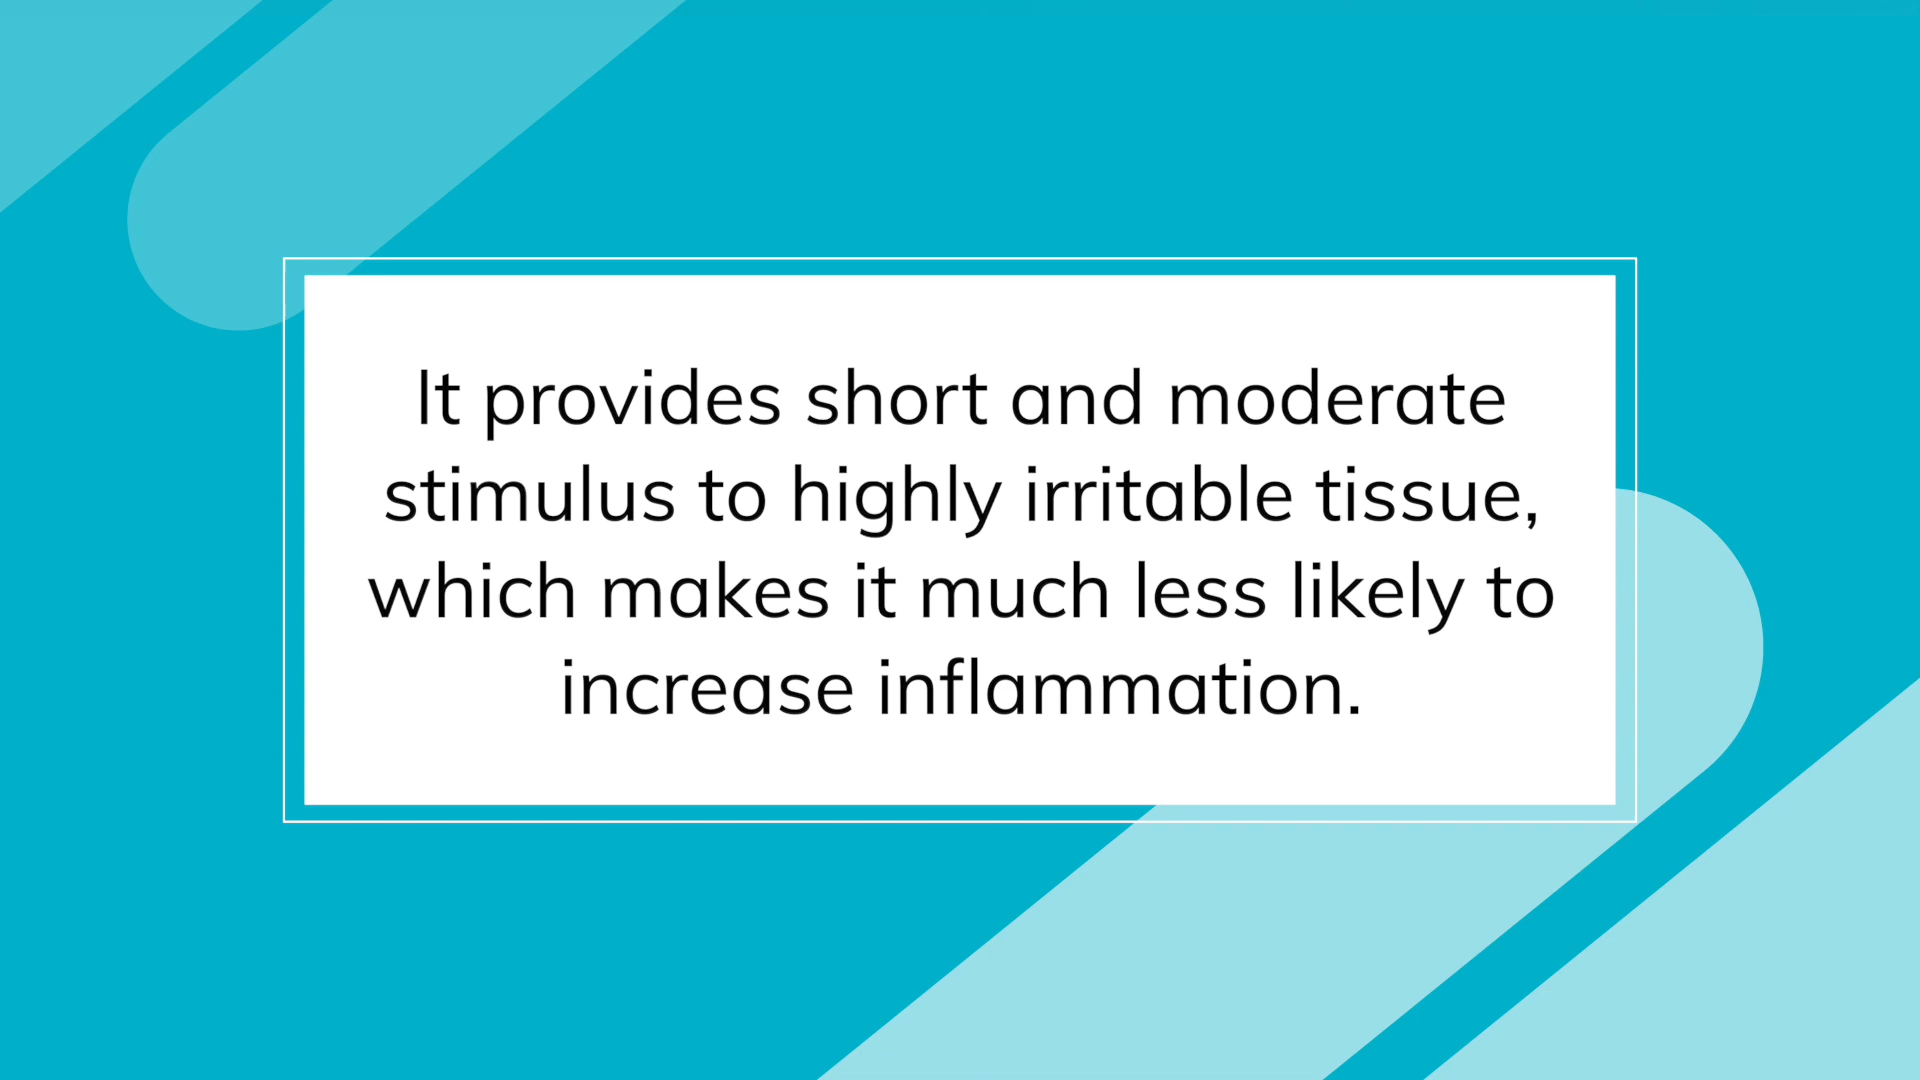 It provides short and moderate
stimulus to highly irritable tissue,
which makes it much less likely to
increase inflammation.